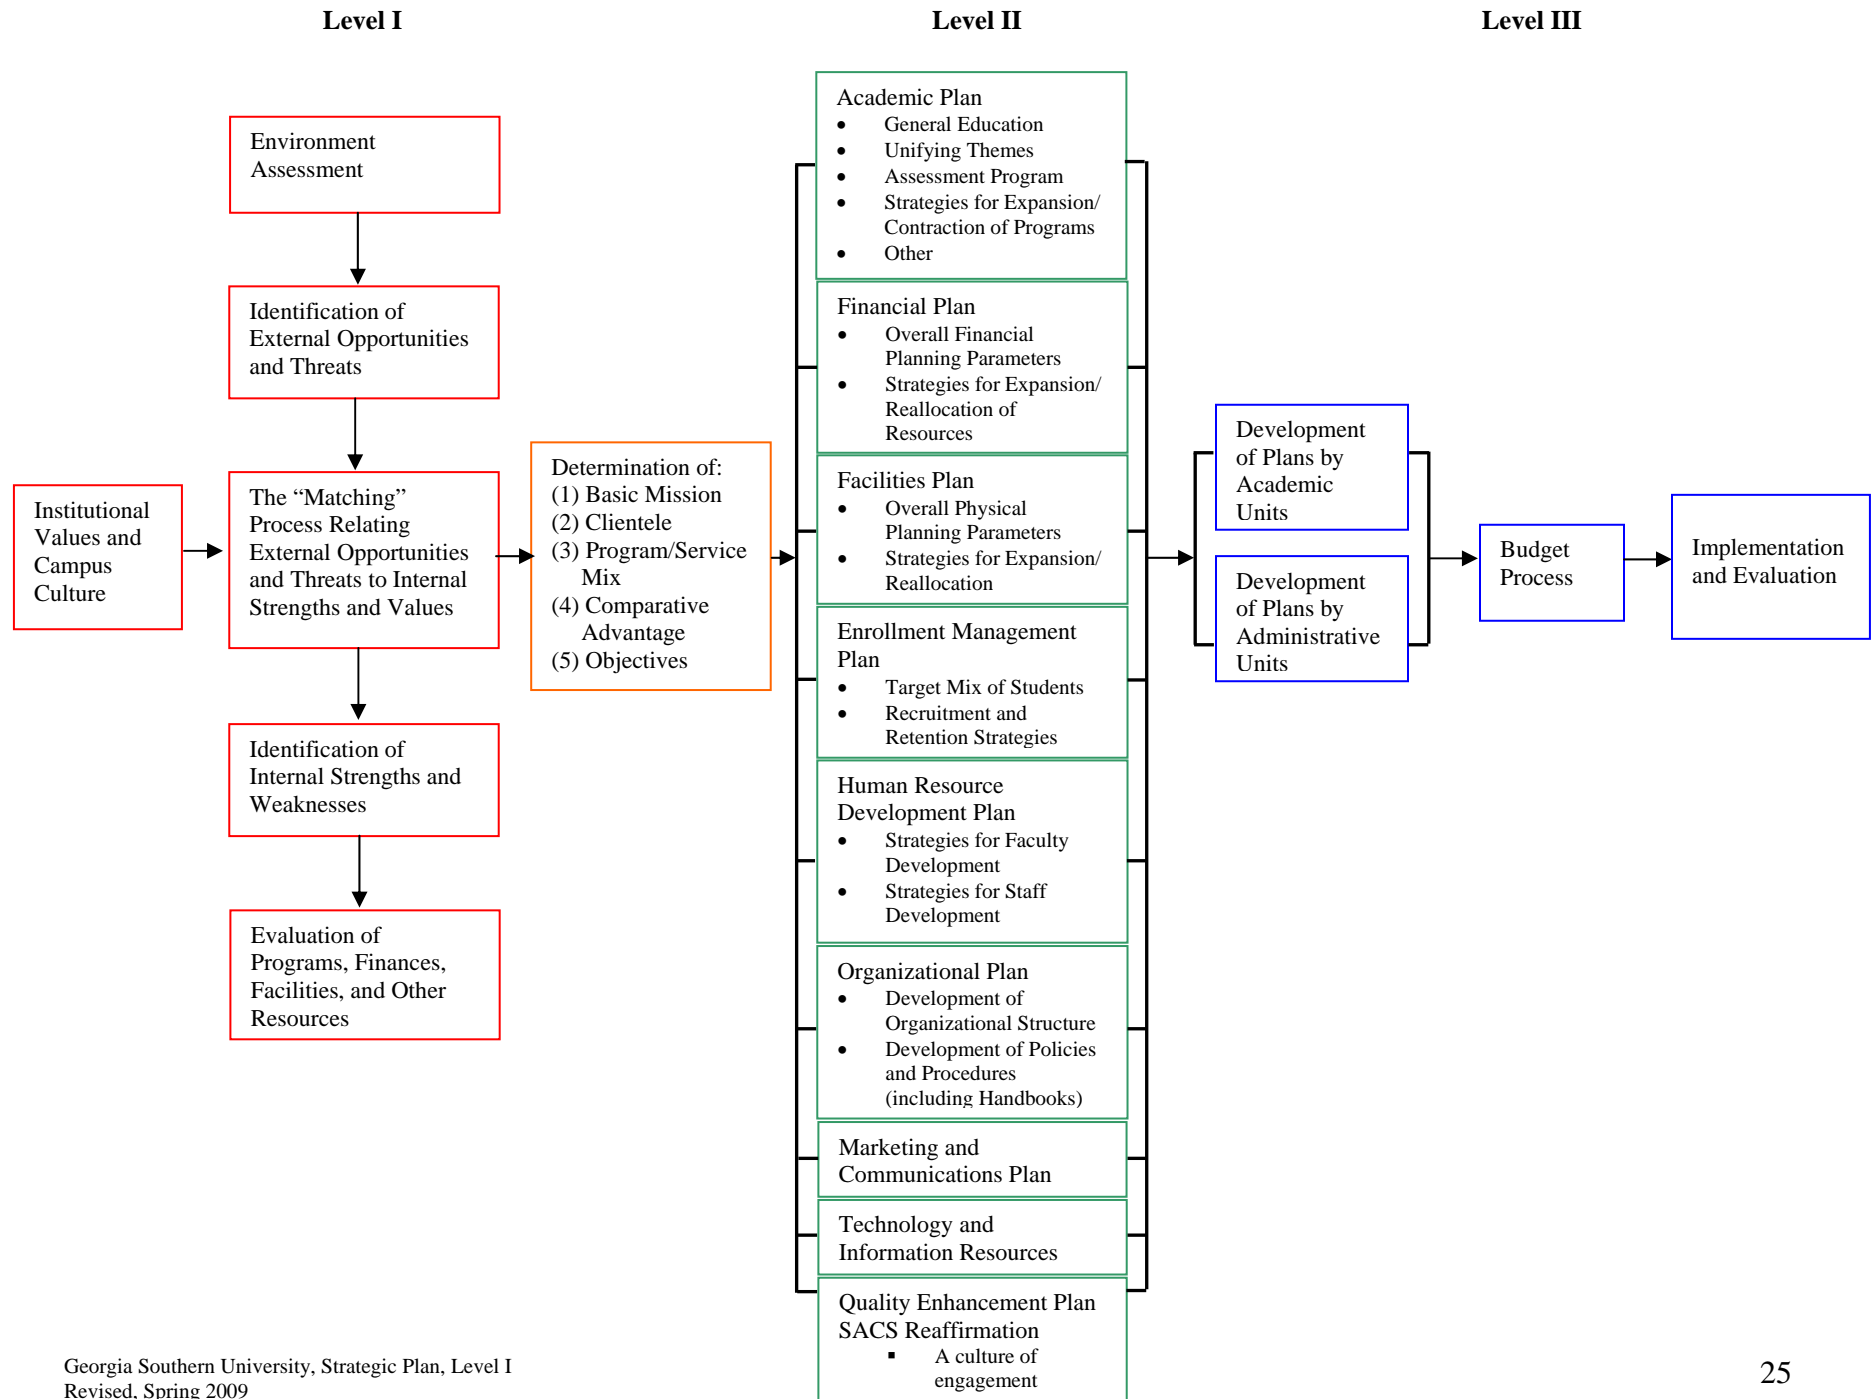 Level I
Level II
Level III
Environment
Assessment
Identification of
External Opportunities
and Threats
Institutional
Values and
Campus
Culture
The “Matching”
Process Relating
External Opportunities
and Threats to Internal
Strengths and Values
Identification of
Internal Strengths and
Weaknesses
Evaluation of
Programs, Finances,
Facilities, and Other
Resources
Determination of:
(1) Basic Mission
(2) Clientele
(3) Program/Service
Mix
(4) Comparative
Advantage
(5) Objectives
Academic Plan
• General Education
• Unifying Themes
• Assessment Program
• Strategies for Expansion/
Contraction of Programs
• Other
Financial Plan
• Overall Financial
Planning Parameters
• Strategies for Expansion/
Reallocation of
Resources
Facilities Plan
• Overall Physical
Planning Parameters
• Strategies for Expansion/
Reallocation
Enrollment Management
Plan
• Target Mix of Students
• Recruitment and
Retention Strategies
Human Resource
Development Plan
• Strategies for Faculty
Development
• Strategies for Staff
Development
Organizational Plan
• Development of
Organizational Structure
• Development of Policies
and Procedures
(including Handbooks)
Marketing and
Communications Plan
Technology and
Information Resources
Quality Enhancement Plan
SACS Reaffirmation
▪ A culture of
engagement
Development
of Plans by
Academic
Units
Development
of Plans by
Administrative
Units
Budget
Process
Implementation
and Evaluation
Georgia Southern University, Strategic Plan, Level I
Revised, Spring 2009
25